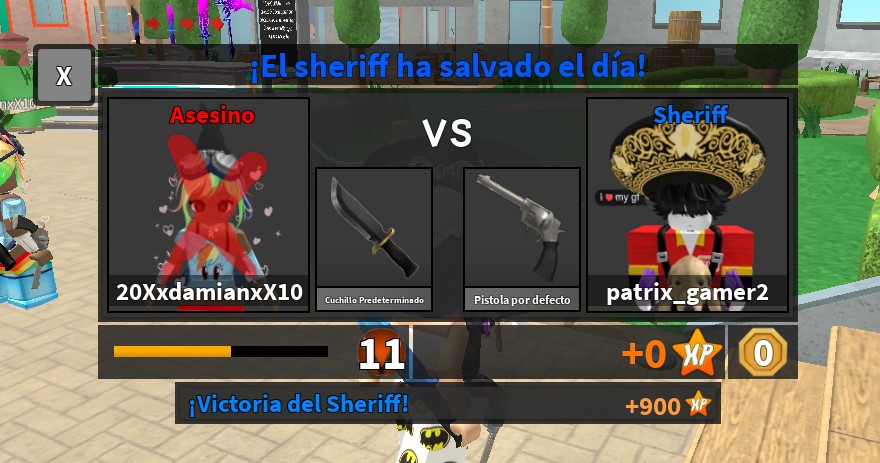 ¡El sheriff ha salvado el día!
X
nxX10
Asesino
VS
Sheriff
I ❤ my gf
20XxdamianxX10
Cuchillo Predeterminado
Pistola por defecto
patrix_gamer2
11
+0 XP
0
¡Victoria del Sheriff!
+900 XP